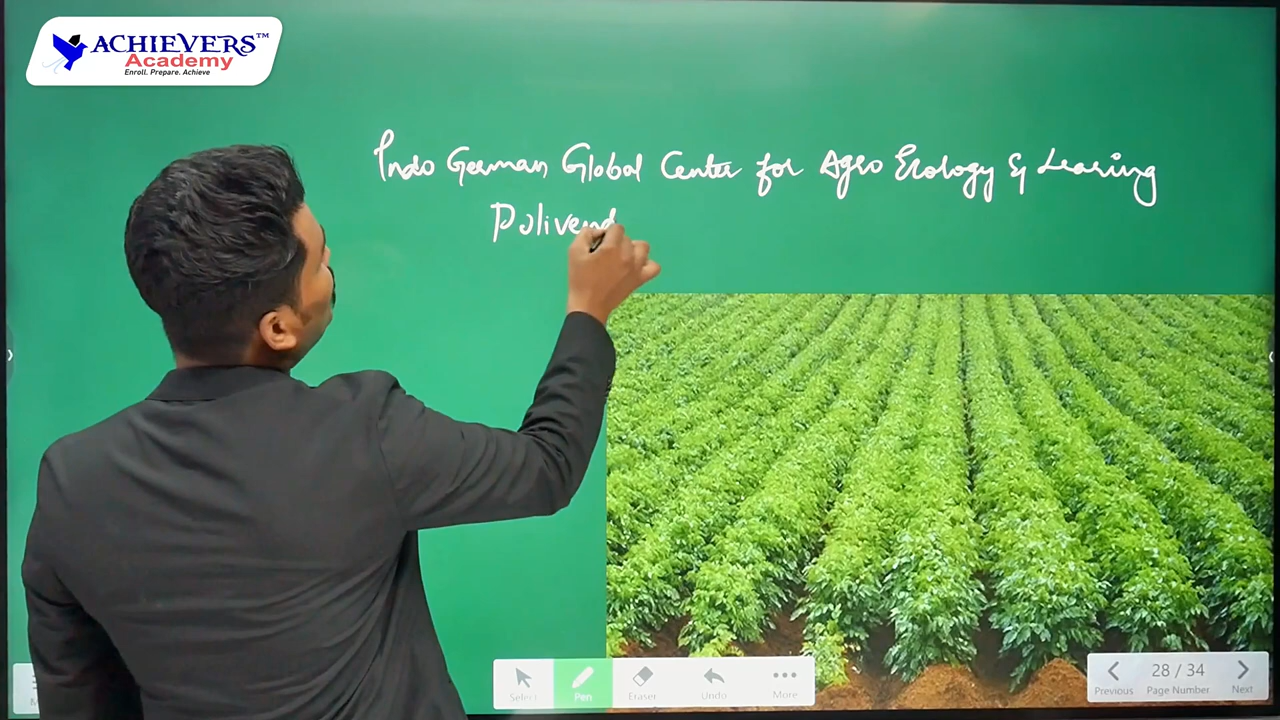 ACHIEVERS™
Academy
Enroll. Prepare. Achieve
Indo German Global Center for Agro Ecology & Learing
Pulivend
Select
Pen
Eraser
Undo
More
28 / 34
Previous
Page Number
Next